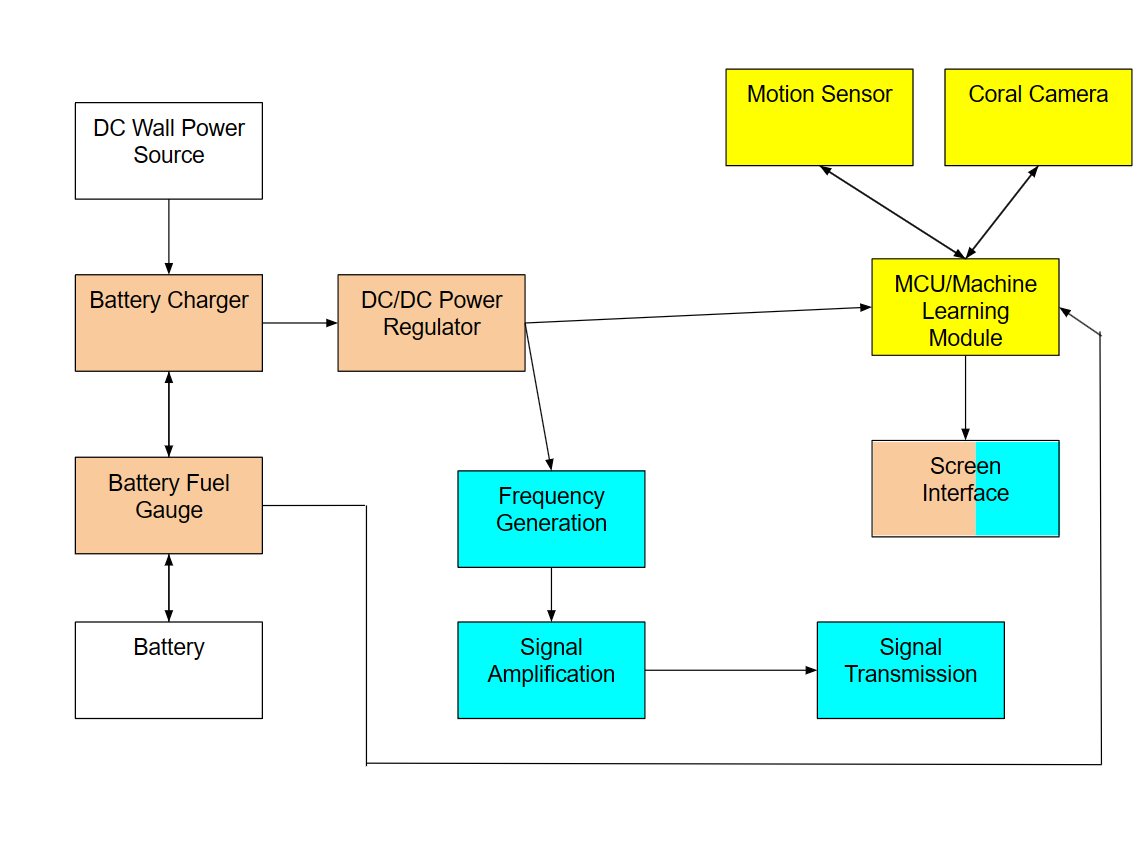 Motion Sensor
Coral Camera
DC Wall Power
Source
Battery Charger
DC/DC Power
Regulator
MCU/Machine
Learning
Module
Battery Fuel
Gauge
Frequency
Generation
Screen
Interface
Battery
Signal
Amplification
Signal
Transmission